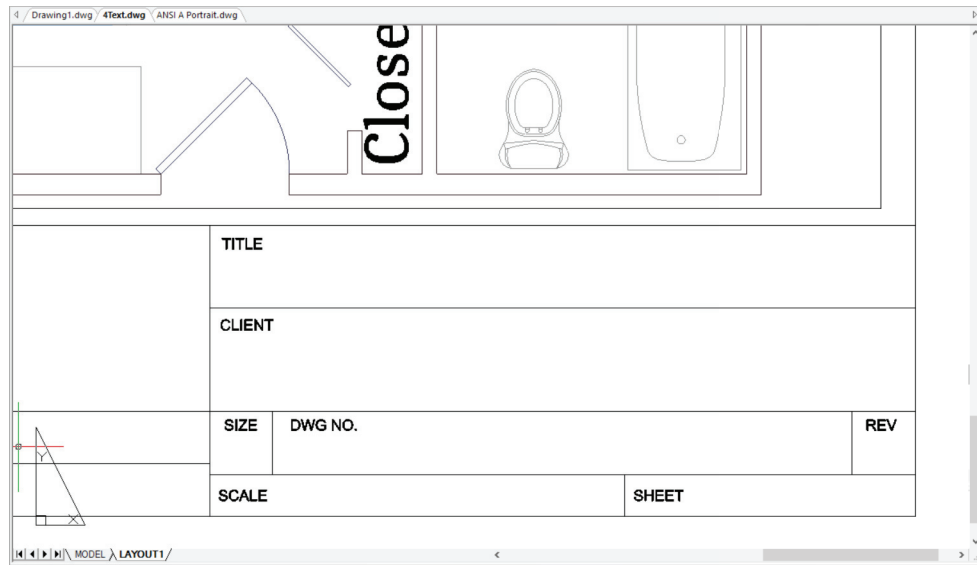 Drawing1.dwg 4Text.dwg ANSI A Portrait.dwg
Close
TITLE
CLIENT
SIZE DWG NO. REV
Y
SCALE SHEET
X
MODEL LAYOUT1